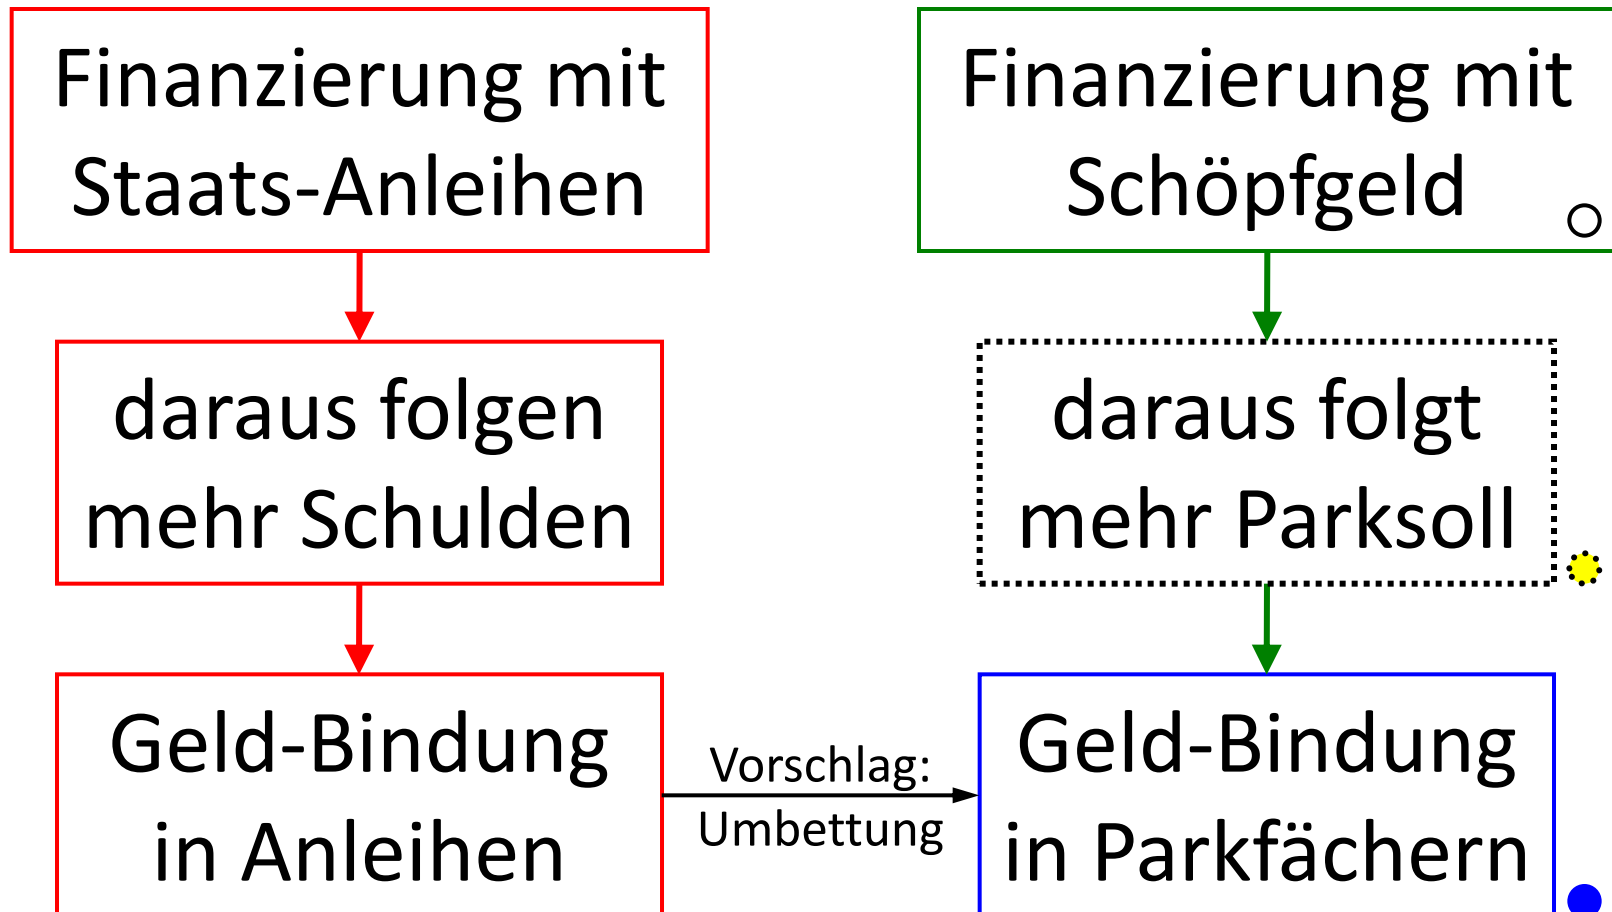 Finanzierung mit
Staats-Anleihen
Finanzierung mit
Schöpfgeld
daraus folgen
mehr Schulden
daraus folgt
mehr Parksoll
Geld-Bindung
in Anleihen
Vorschlag:
Umbettung
Geld-Bindung
in Parkfächern